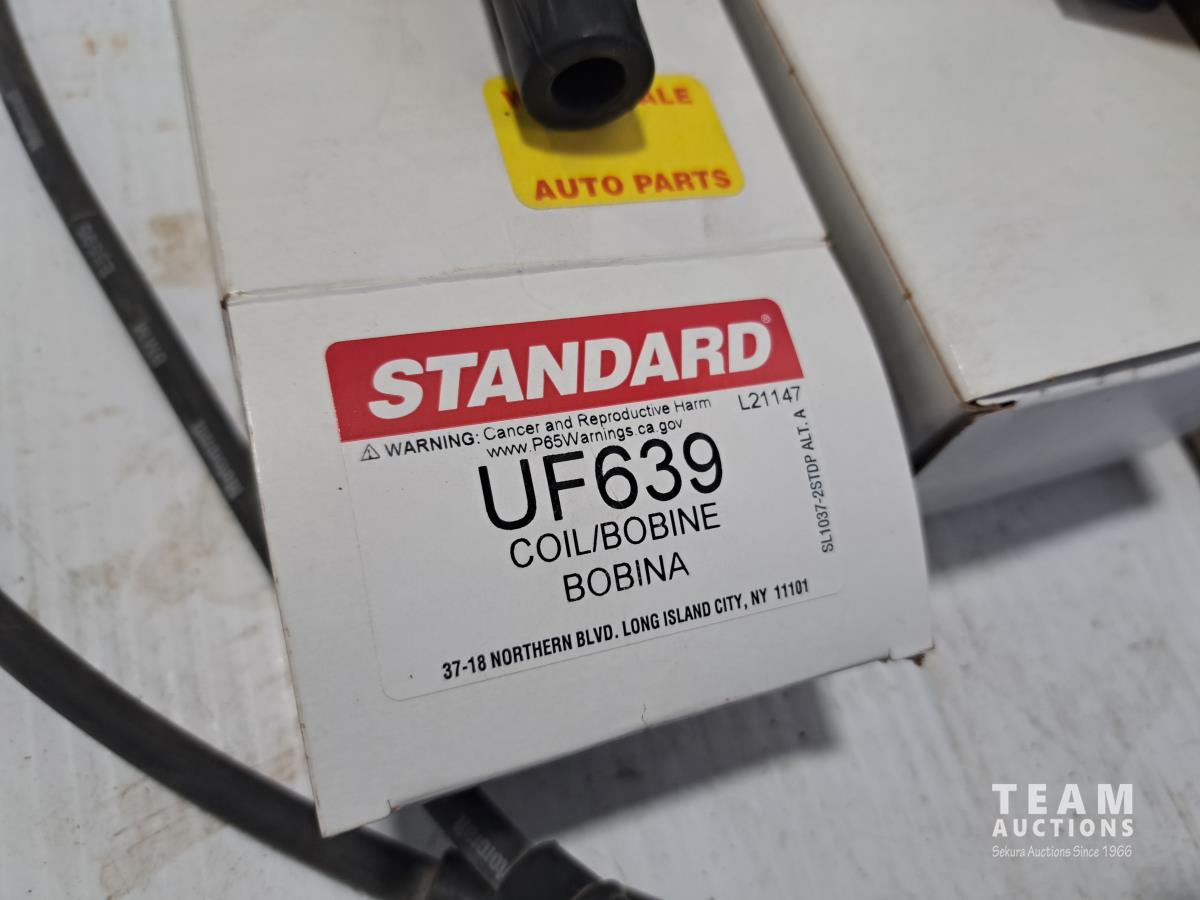 ALE
AUTO PARTS
STANDARD®
⚠ WARNING: Cancer and Reproductive Harm
www.P65Warnings.ca.gov
L21147
UF639
COIL/BOBINE
BOBINA
SL1037-2STDP ALT. A
37-18 NORTHERN BLVD. LONG ISLAND CITY, NY 11101
TEAM
AUCTIONS
Sekura Auctions Since 1966